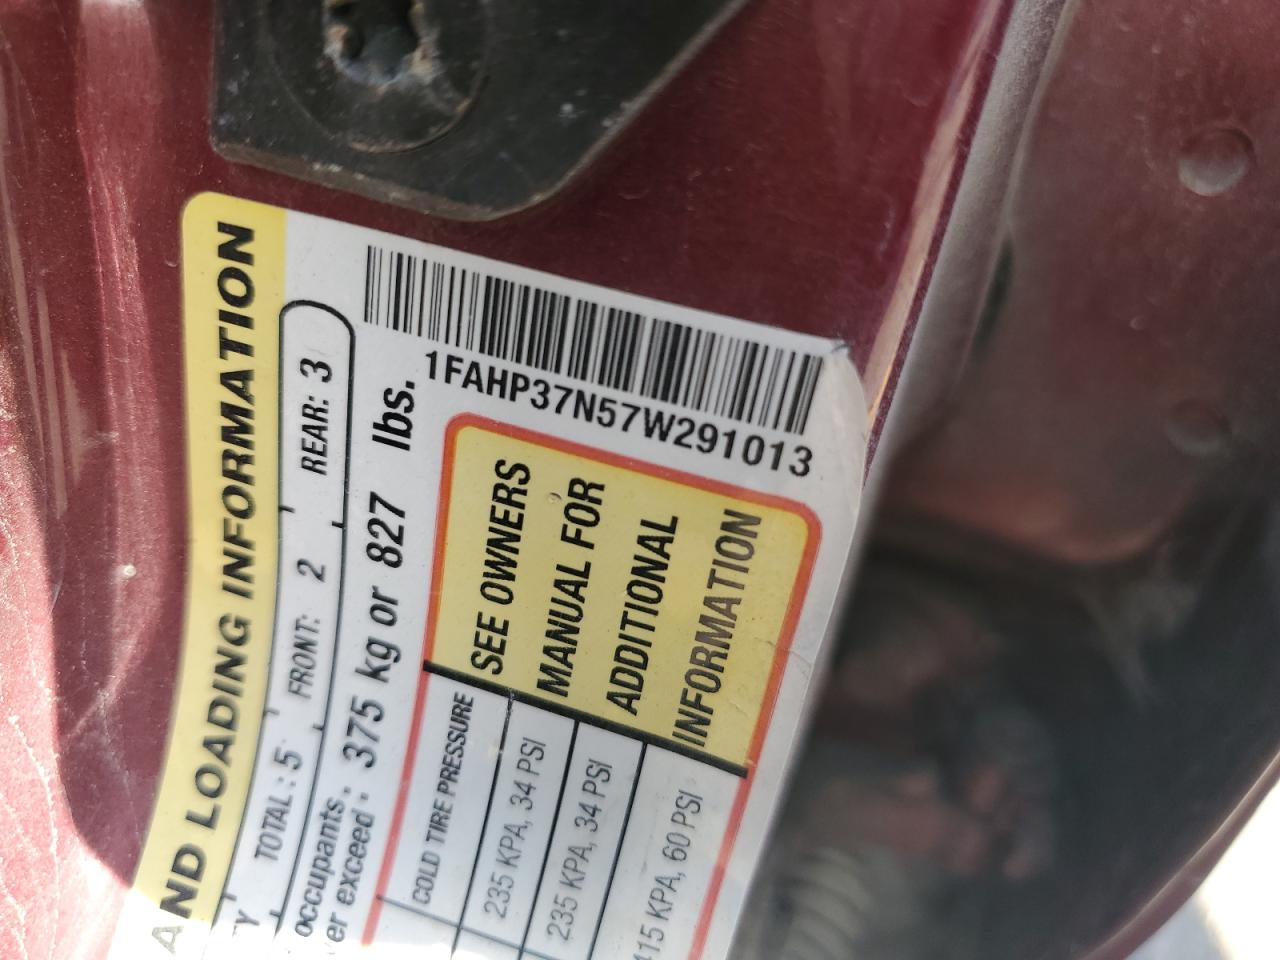 AND LOADING INFORMATION
Y TOTAL : 5 FRONT: 2 REAR: 3
occupants.
er exceed . 375 kg or 827 lbs.
1FAHP37N57W291013
COLD TIRE PRESSURE
235 KPA, 34 PSI
235 KPA, 34 PSI
415 KPA, 60 PSI
SEE OWNERS
MANUAL FOR
ADDITIONAL
INFORMATION